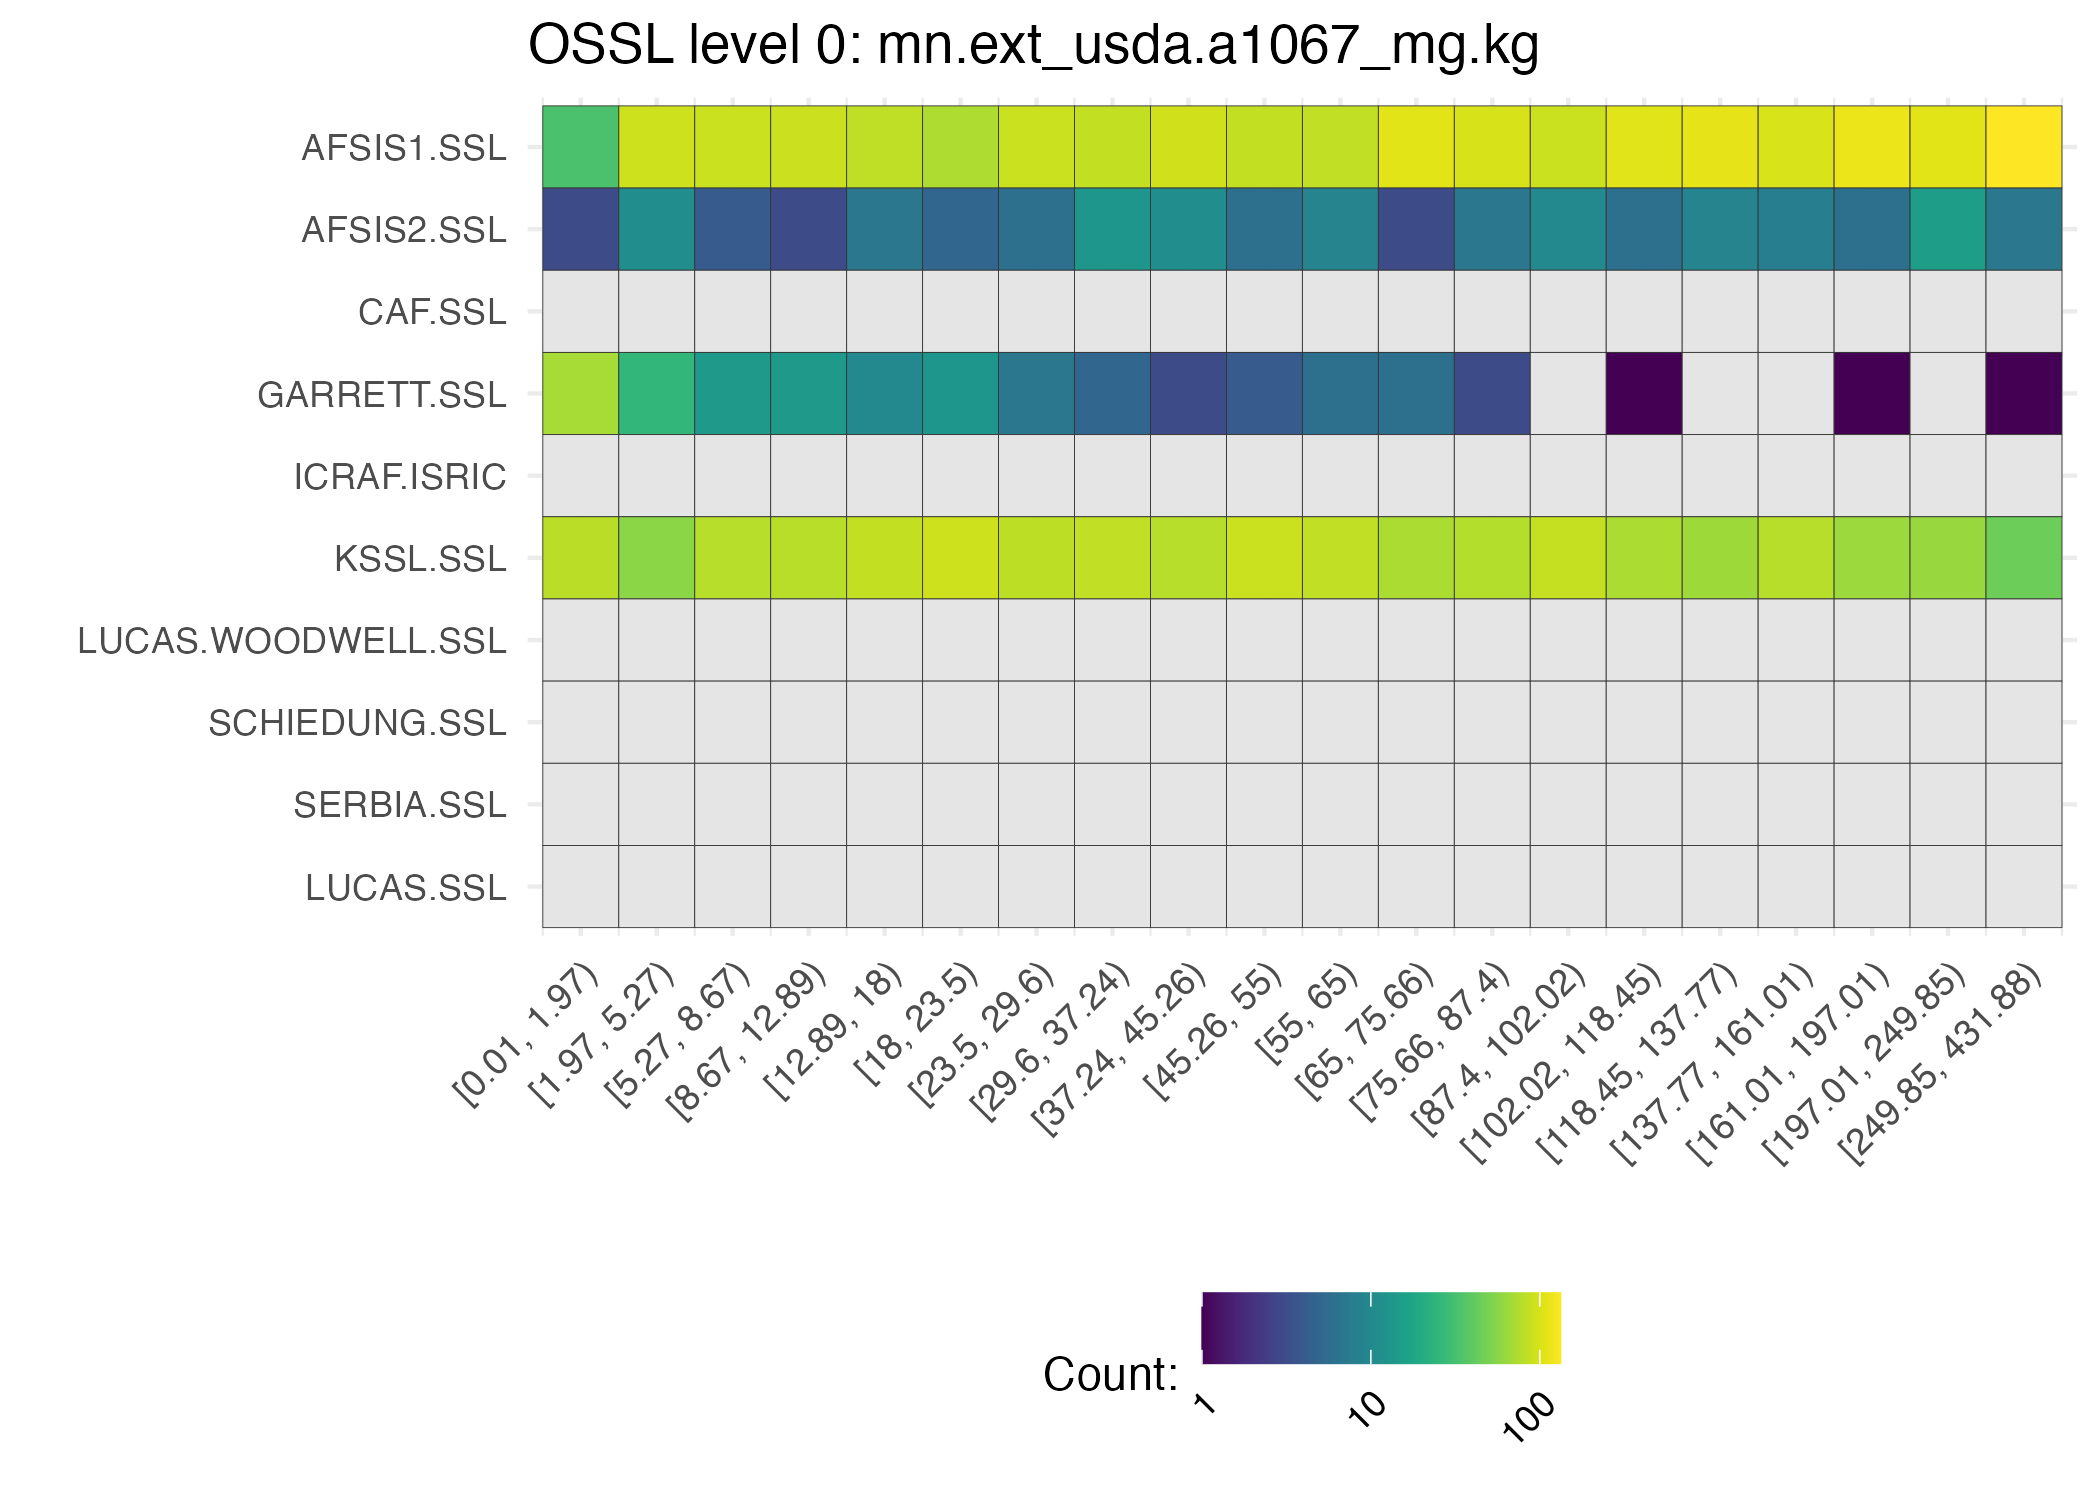 OSSL level 0: mn.ext_usda.a1067_mg.kg
AFSIS1.SSL
AFSIS2.SSL
CAF.SSL
GARRETT.SSL
ICRAF.ISRIC
KSSL.SSL
LUCAS.WOODWELL.SSL
SCHIEDUNG.SSL
SERBIA.SSL
LUCAS.SSL
[0.01, 1.97)
[1.97, 5.27)
[5.27, 8.67)
[8.67, 12.89)
[12.89, 18)
[18, 23.5)
[23.5, 29.6)
[29.6, 37.24)
[37.24, 45.26)
[45.26, 55)
[55, 65)
[65, 75.66)
[75.66, 87.4)
[87.4, 102.02)
[102.02, 118.45)
[118.45, 137.77)
[137.77, 161.01)
[161.01, 197.01)
[197.01, 249.85)
[249.85, 431.88)
Count:
1
10
100